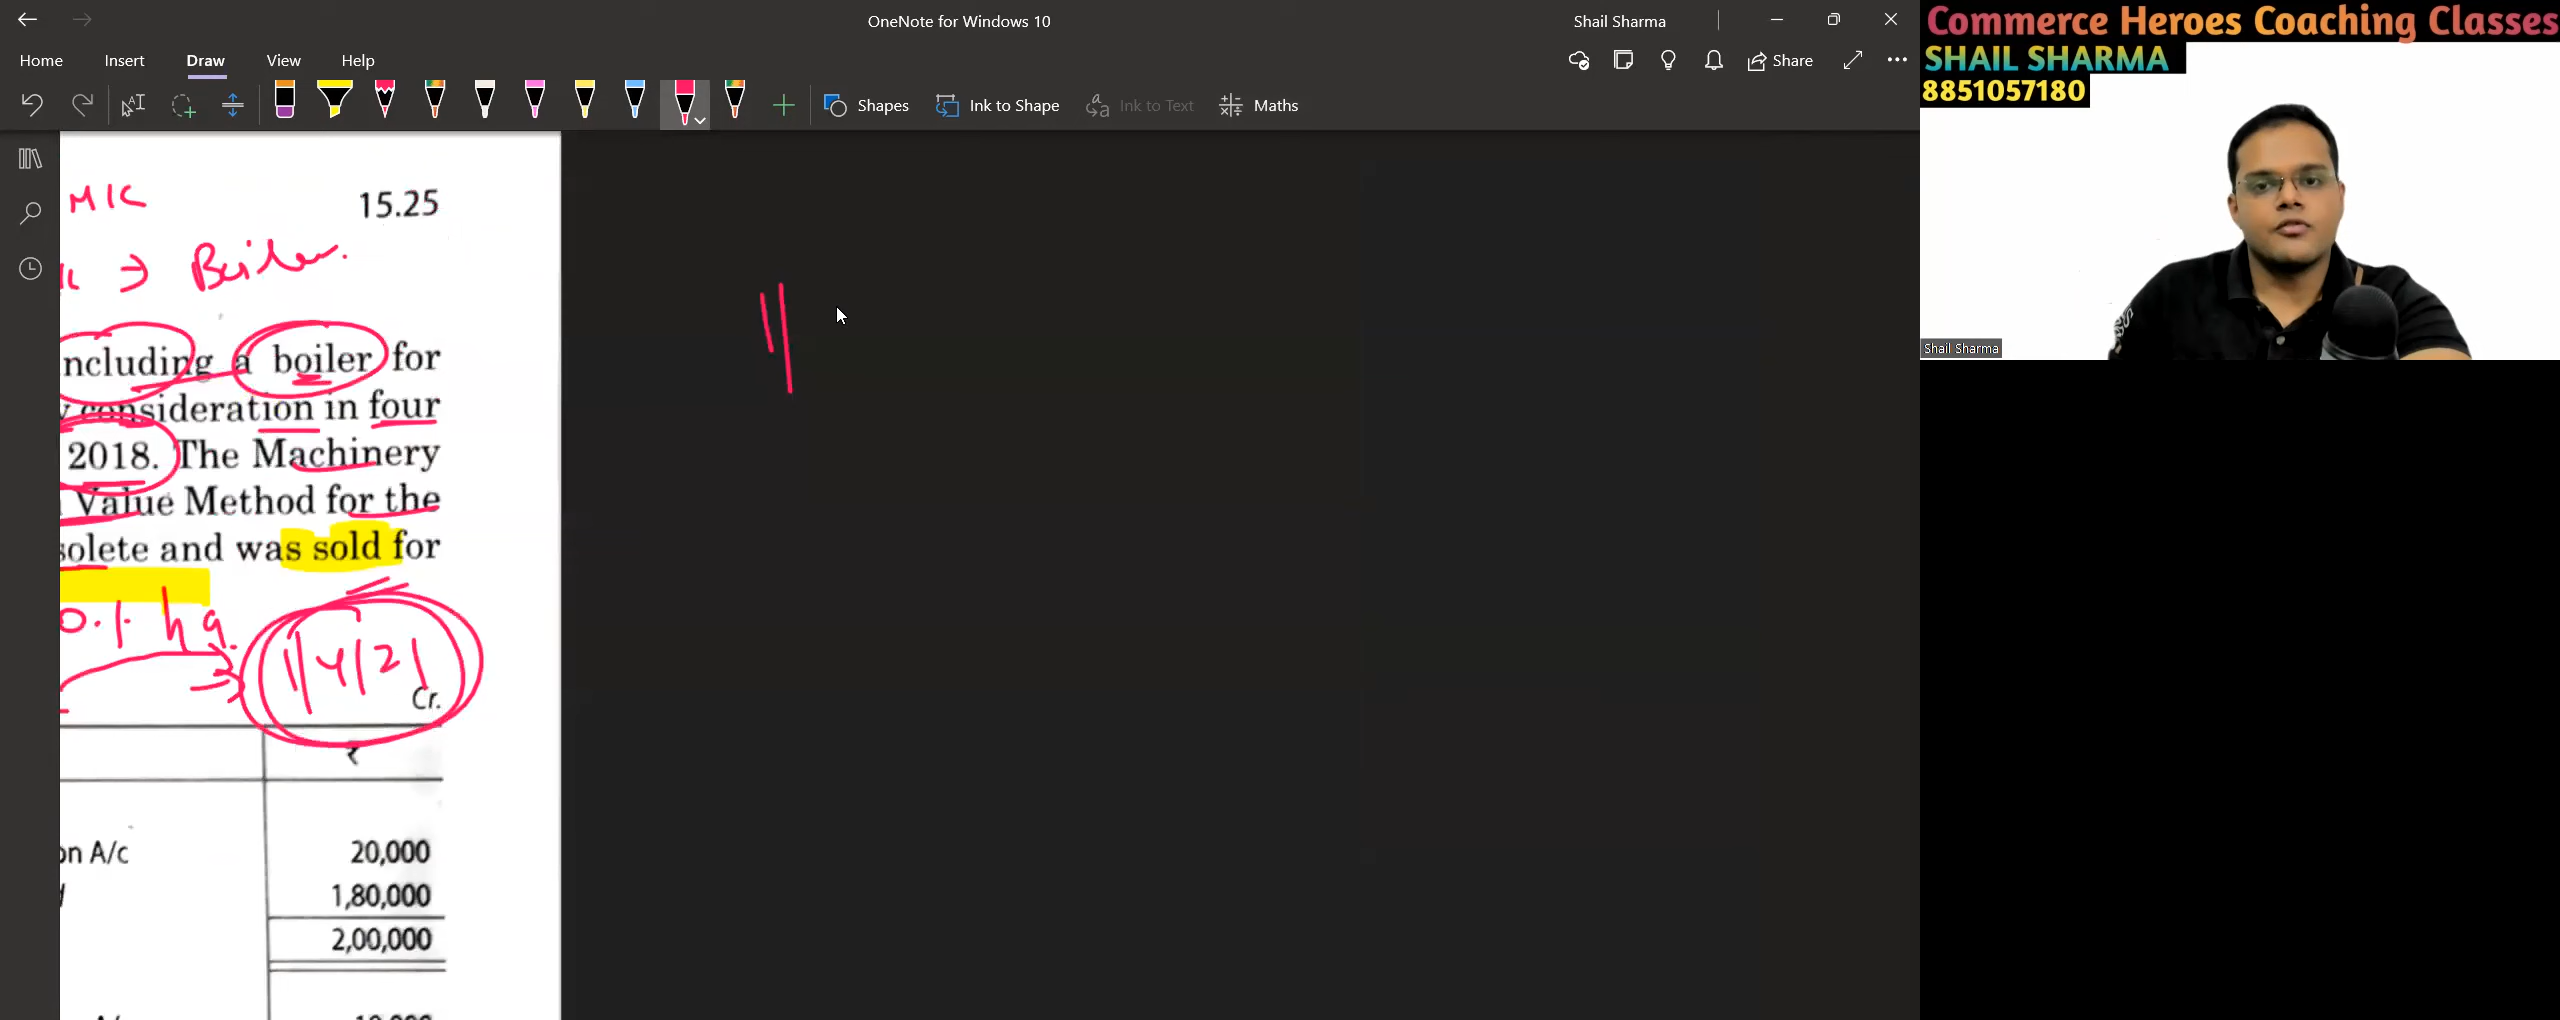 OneNote for Windows 10
Shail Sharma
Home Insert Draw View Help
Share
Shapes Ink to Shape Ink to Text Maths
Commerce Heroes Coaching Classes
SHAIL SHARMA
8851057180
Shail Sharma
M/C
15.25
→ Boiler.
ncluding a boiler for
consideration in four
2018. The Machinery
Value Method for the
solete and was sold for
1/4/21
Cr.
₹
on A/c 20,000
1,80,000
2,00,000